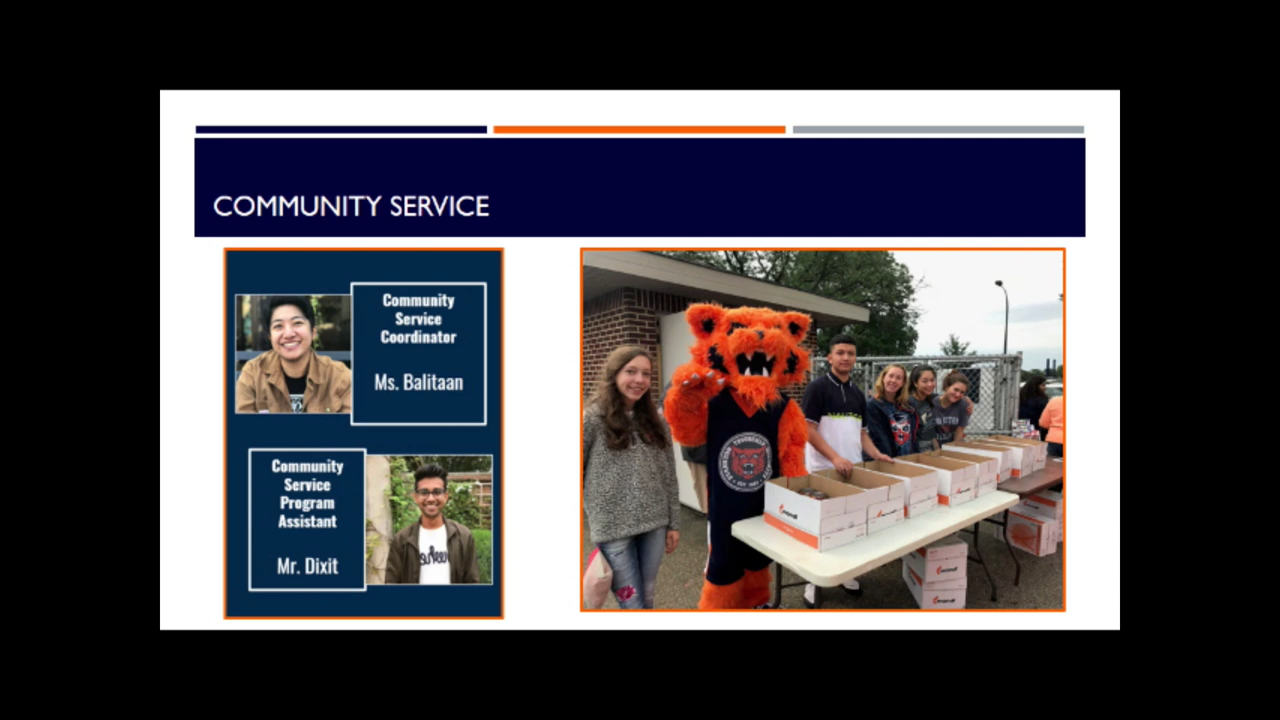 COMMUNITY SERVICE
Community
Service
Coordinator
Ms. Balitaan
Community
Service
Program
Assistant
Mr. Dixit